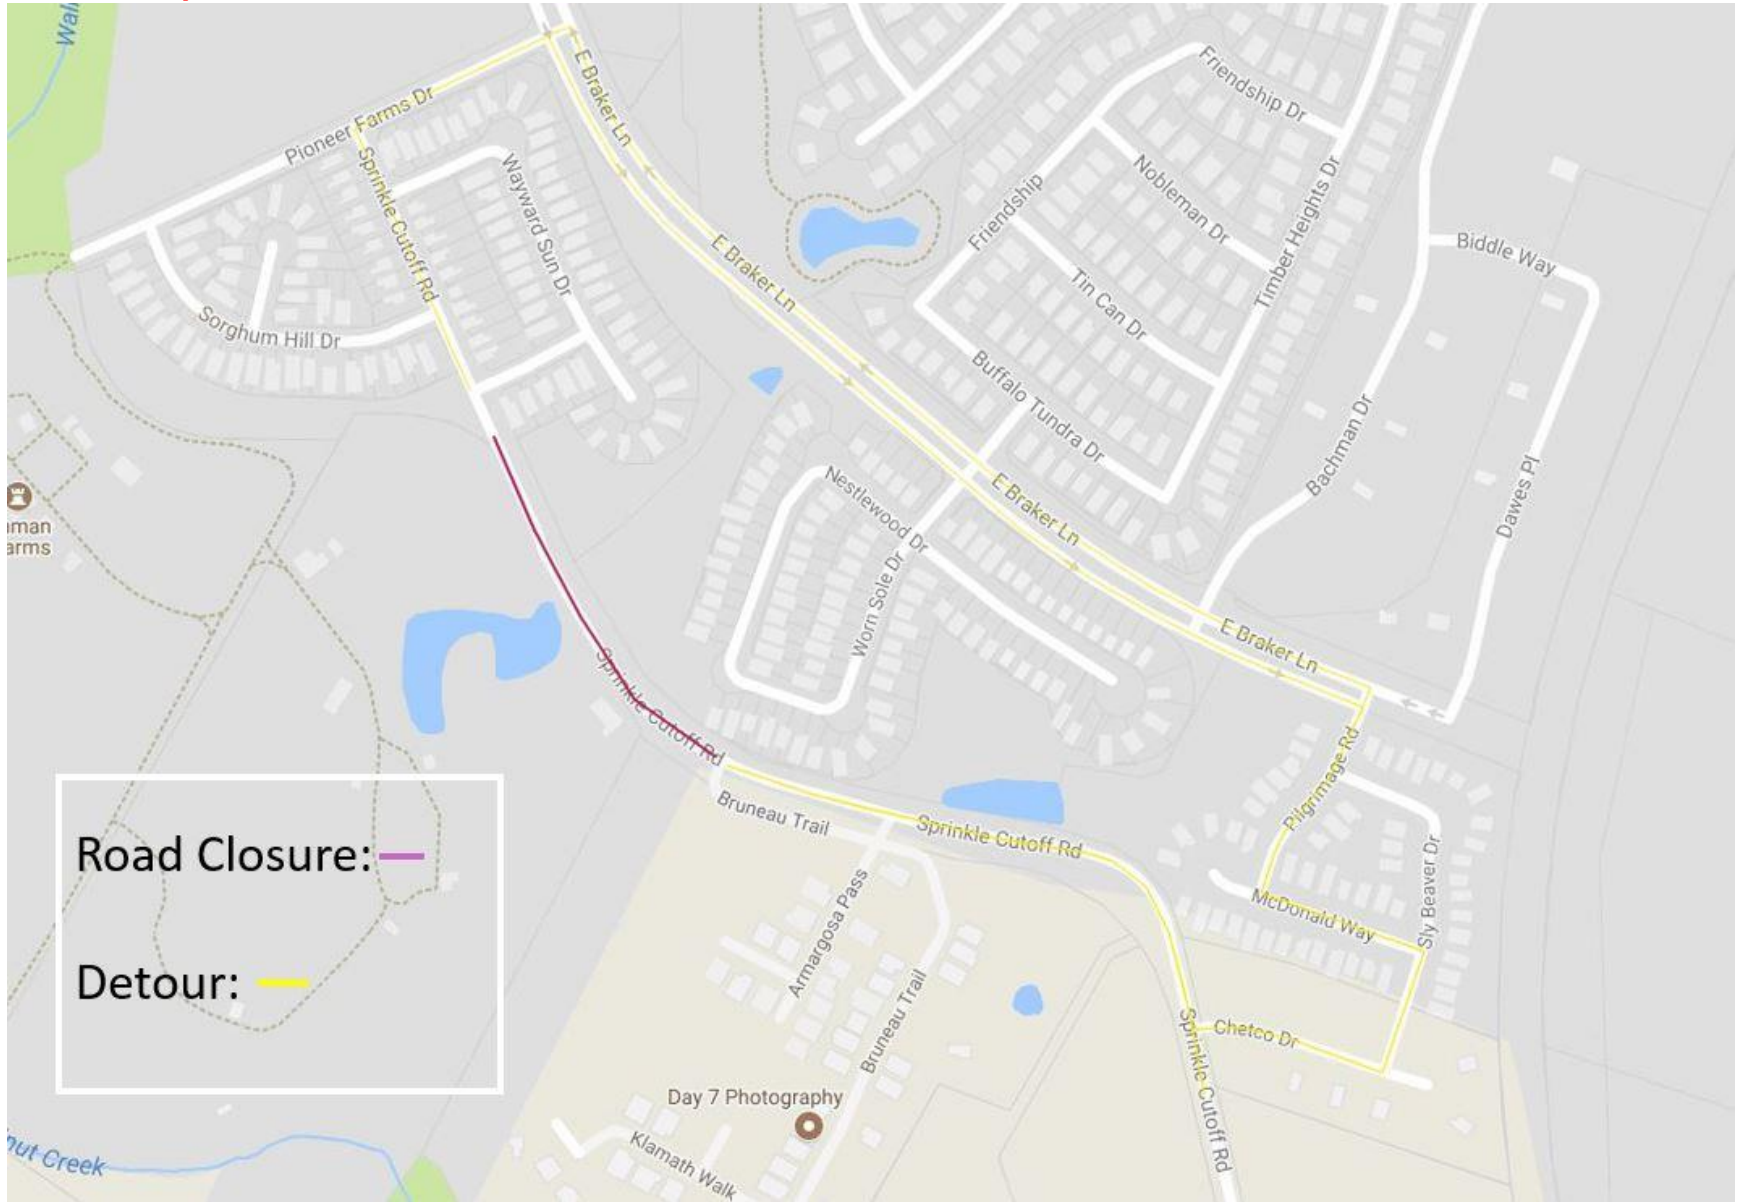 Wal
E Braker Ln
Pioneer Farms Dr
Sprinkle Cutoff Rd
Wayward Sun Dr
Sorghum Hill Dr
Friendship Dr
Nobleman Dr
Friendship
Timber Heights Dr
Tin Can Dr
E Braker Ln
Biddle Way
Buffalo Tundra Dr
Bachman Dr
Dawes Pl
Nestlewood Dr
E Braker Ln
Worn Sole Dr
man
arms
Sprinkle Cutoff Rd
E Braker Ln
Pilgrimage Rd
Bruneau Trail
Sprinkle Cutoff Rd
Sly Beaver Dr
McDonald Way
Armargosa Pass
Bruneau Trail
Chetco Dr
Sprinkle Cutoff Rd
Road Closure:
Detour:
Day 7 Photography
Klamath Walk
nut Creek